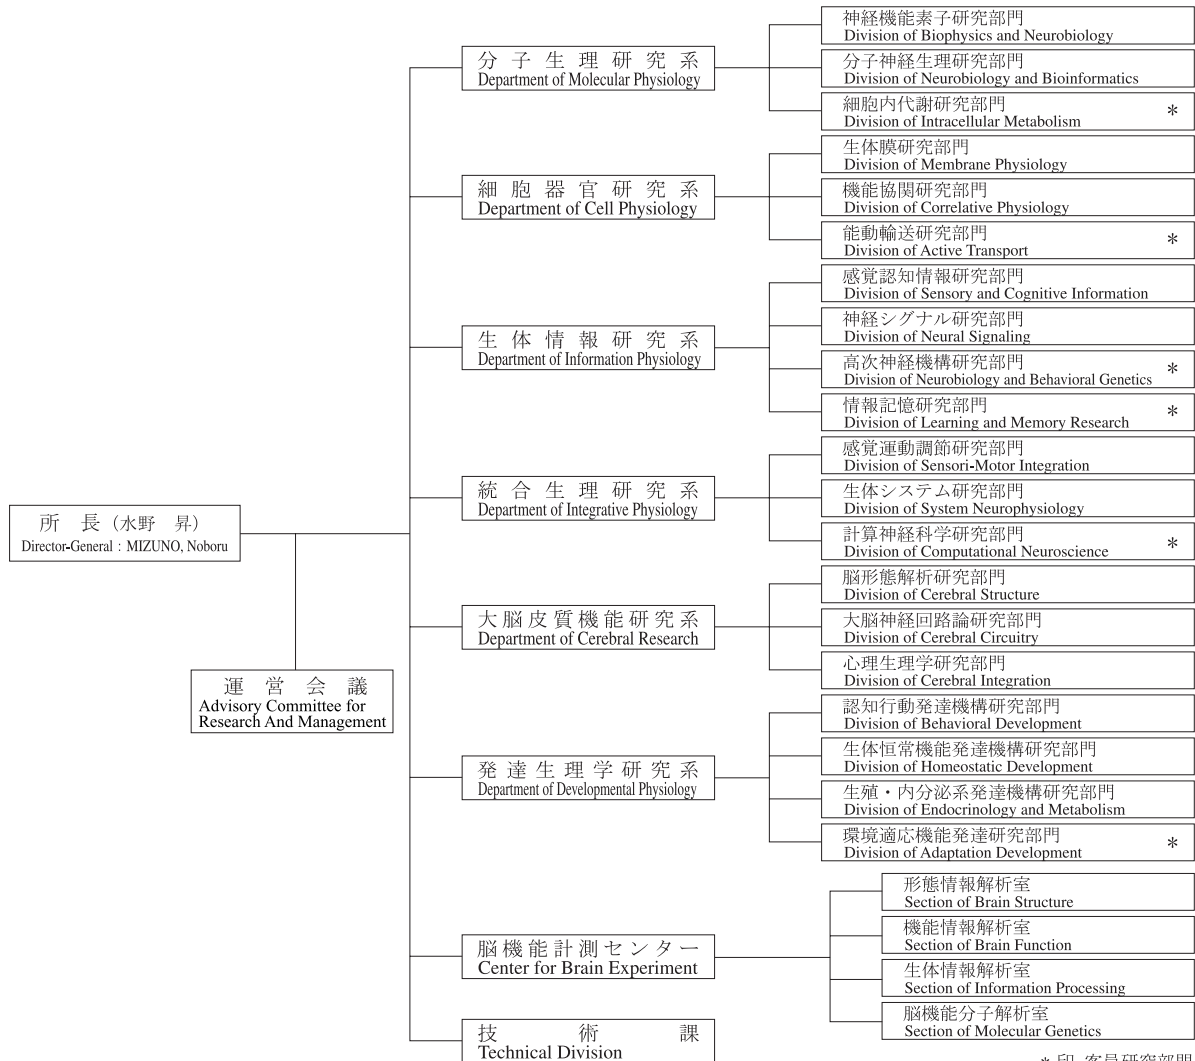 所　長（水野　昇）
Director-General : MIZUNO, Noboru
運　営　会　議
Advisory Committee for
Research And Management
分 子 生 理 研 究 系
Department of Molecular Physiology
神経機能素子研究部門
Division of Biophysics and Neurobiology
分子神経生理研究部門
Division of Neurobiology and Bioinformatics
細胞内代謝研究部門 *
Division of Intracellular Metabolism
細 胞 器 官 研 究 系
Department of Cell Physiology
生体膜研究部門
Division of Membrane Physiology
機能協関研究部門
Division of Correlative Physiology
能動輸送研究部門 *
Division of Active Transport
生 体 情 報 研 究 系
Department of Information Physiology
感覚認知情報研究部門
Division of Sensory and Cognitive Information
神経シグナル研究部門
Division of Neural Signaling
高次神経機構研究部門 *
Division of Neurobiology and Behavioral Genetics
情報記憶研究部門 *
Division of Learning and Memory Research
統 合 生 理 研 究 系
Department of Integrative Physiology
感覚運動調節研究部門
Division of Sensori-Motor Integration
生体システム研究部門
Division of System Neurophysiology
計算神経科学研究部門 *
Division of Computational Neuroscience
大 脳 皮 質 機 能 研 究 系
Department of Cerebral Research
脳形態解析研究部門
Division of Cerebral Structure
大脳神経回路論研究部門
Division of Cerebral Circuitry
心理生理学研究部門
Division of Cerebral Integration
発 達 生 理 学 研 究 系
Department of Developmental Physiology
認知行動発達機構研究部門
Division of Behavioral Development
生体恒常機能発達機構研究部門
Division of Homeostatic Development
生殖・内分泌系発達機構研究部門
Division of Endocrinology and Metabolism
環境適応機能発達研究部門 *
Division of Adaptation Development
脳 機 能 計 測 セ ン タ ー
Center for Brain Experiment
形態情報解析室
Section of Brain Structure
機能情報解析室
Section of Brain Function
生体情報解析室
Section of Information Processing
脳機能分子解析室
Section of Molecular Genetics
技　術　課
Technical Division
* 印 客員研究部門